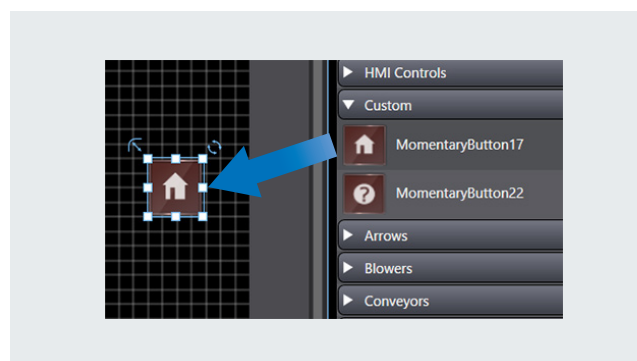 HMI Controls
Custom
MomentaryButton17
MomentaryButton22
Arrows
Blowers
Conveyors